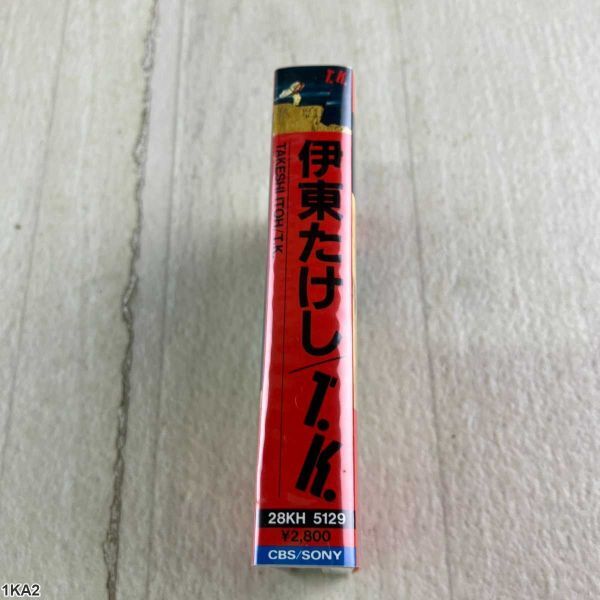 T.K.
伊東たけし/T.K.
TAKESHI ITOH/T.K.
28KH 5129
¥2,800
CBS/SONY
1KA2